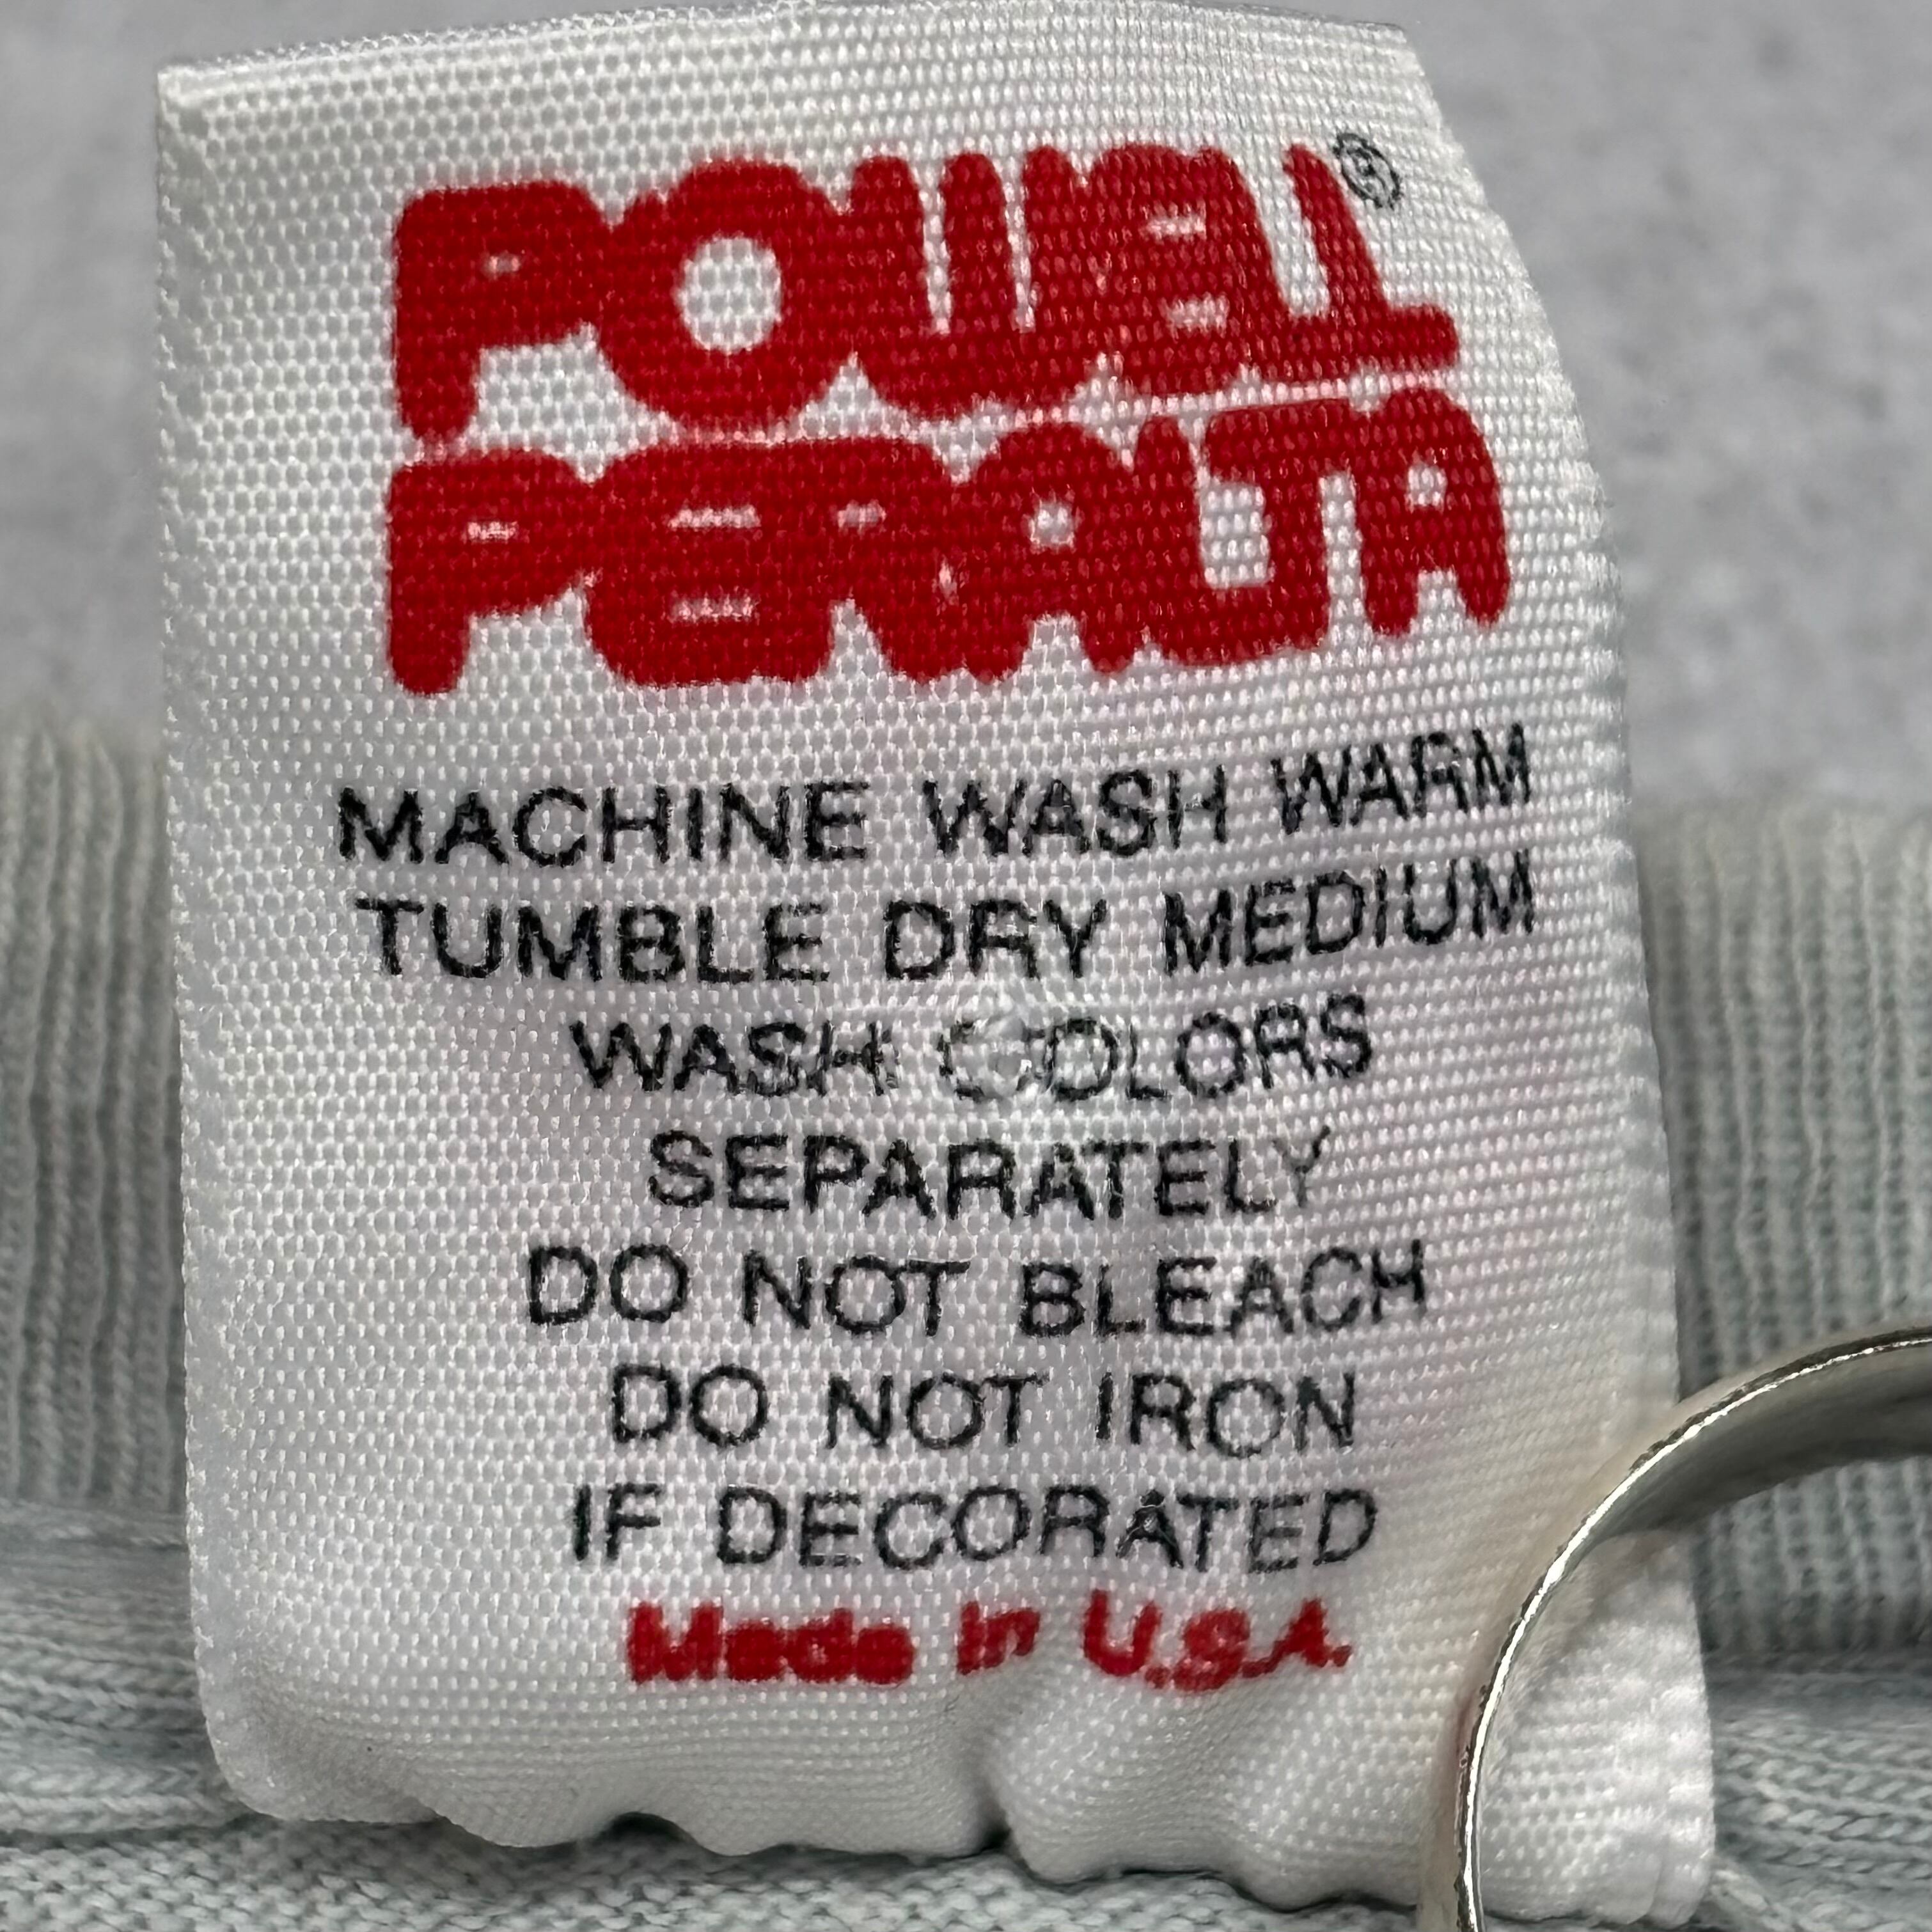 POWELL®
PERALTA
MACHINE WASH WARM
TUMBLE DRY MEDIUM
WASH COLORS
SEPARATELY
DO NOT BLEACH
DO NOT IRON
IF DECORATED
Made in U.S.A.